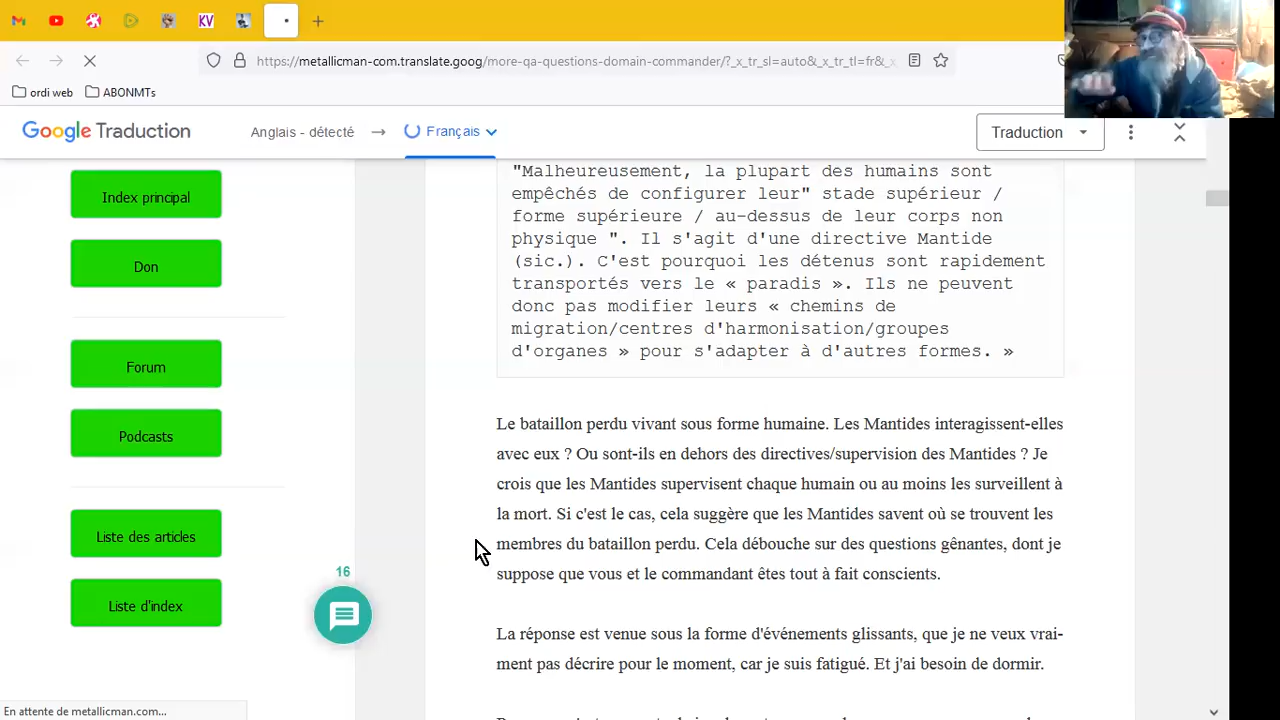 KV
https://metallicman-com.translate.goog/more-qa-questions-domain-commander/?_x_tr_sl=auto&_x_tr_tl=fr&_x
ordi web
ABONMTs
Google Traduction
Anglais - détecté
Français
Traduction
Index principal
Don
Forum
Podcasts
Liste des articles
Liste d'index
16
"Malheureusement, la plupart des humains sont
empêchés de configurer leur" stade supérieur /
forme supérieure / au-dessus de leur corps non
physique ". Il s'agit d'une directive Mantide
(sic.). C'est pourquoi les détenus sont rapidement
transportés vers le « paradis ». Ils ne peuvent
donc pas modifier leurs « chemins de
migration/centres d'harmonisation/groupes
d'organes » pour s'adapter à d'autres formes. »
Le bataillon perdu vivant sous forme humaine. Les Mantides interagissent-elles
avec eux ? Ou sont-ils en dehors des directives/supervision des Mantides ? Je
crois que les Mantides supervisent chaque humain ou au moins les surveillent à
la mort. Si c'est le cas, cela suggère que les Mantides savent où se trouvent les
membres du bataillon perdu. Cela débouche sur des questions gênantes, dont je
suppose que vous et le commandant êtes tout à fait conscients.
La réponse est venue sous la forme d'événements glissants, que je ne veux vrai-
ment pas décrire pour le moment, car je suis fatigué. Et j'ai besoin de dormir.
En attente de metallicman.com...